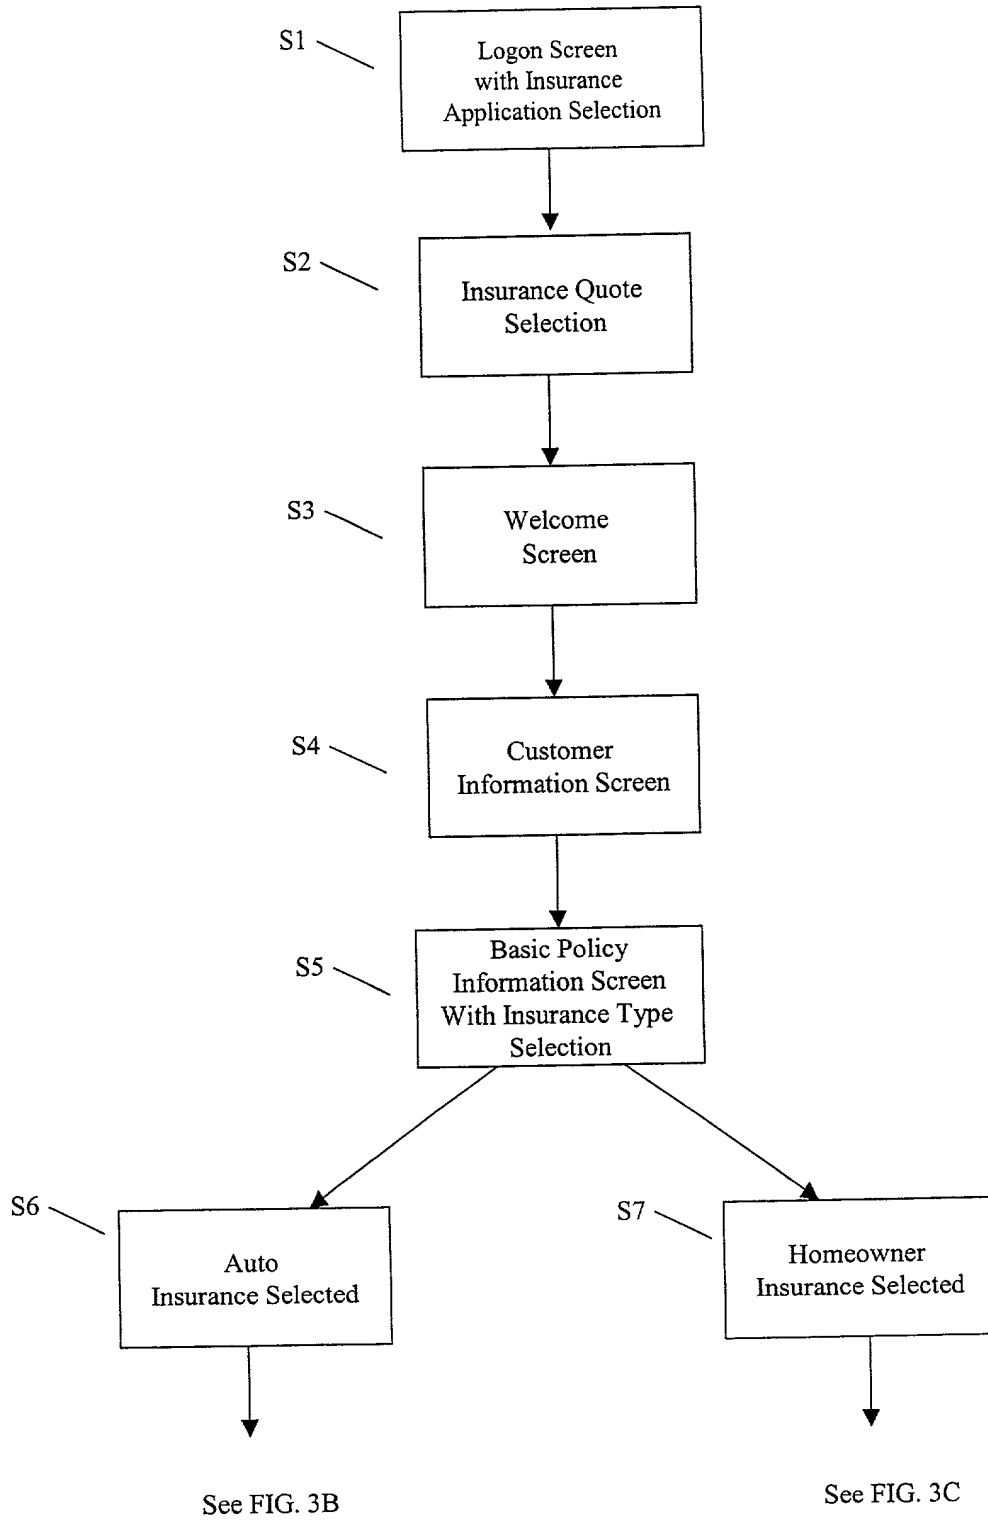 S1
Logon Screen
with Insurance
Application Selection
S2
Insurance Quote
Selection
S3
Welcome
Screen
S4
Customer
Information Screen
S5
Basic Policy
Information Screen
With Insurance Type
Selection
S6
Auto
Insurance Selected
S7
Homeowner
Insurance Selected
See FIG. 3B
See FIG. 3C